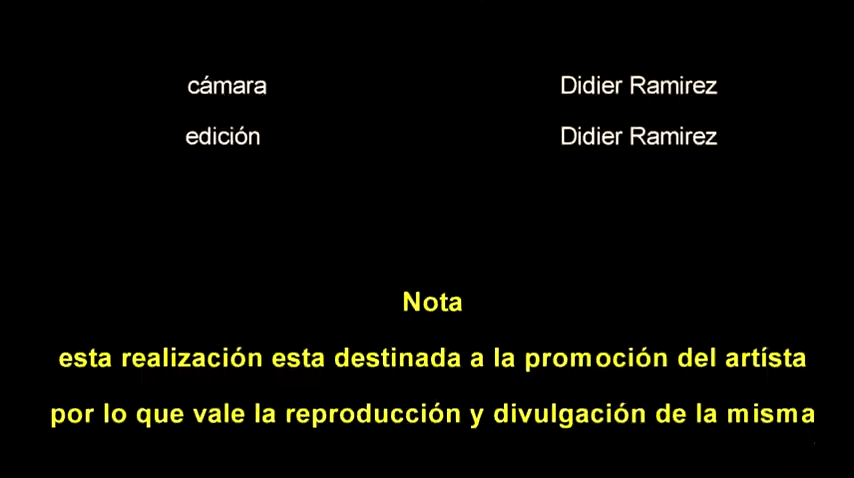 cámara Didier Ramirez
edición Didier Ramirez
Nota
esta realización esta destinada a la promoción del artísta
por lo que vale la reproducción y divulgación de la misma